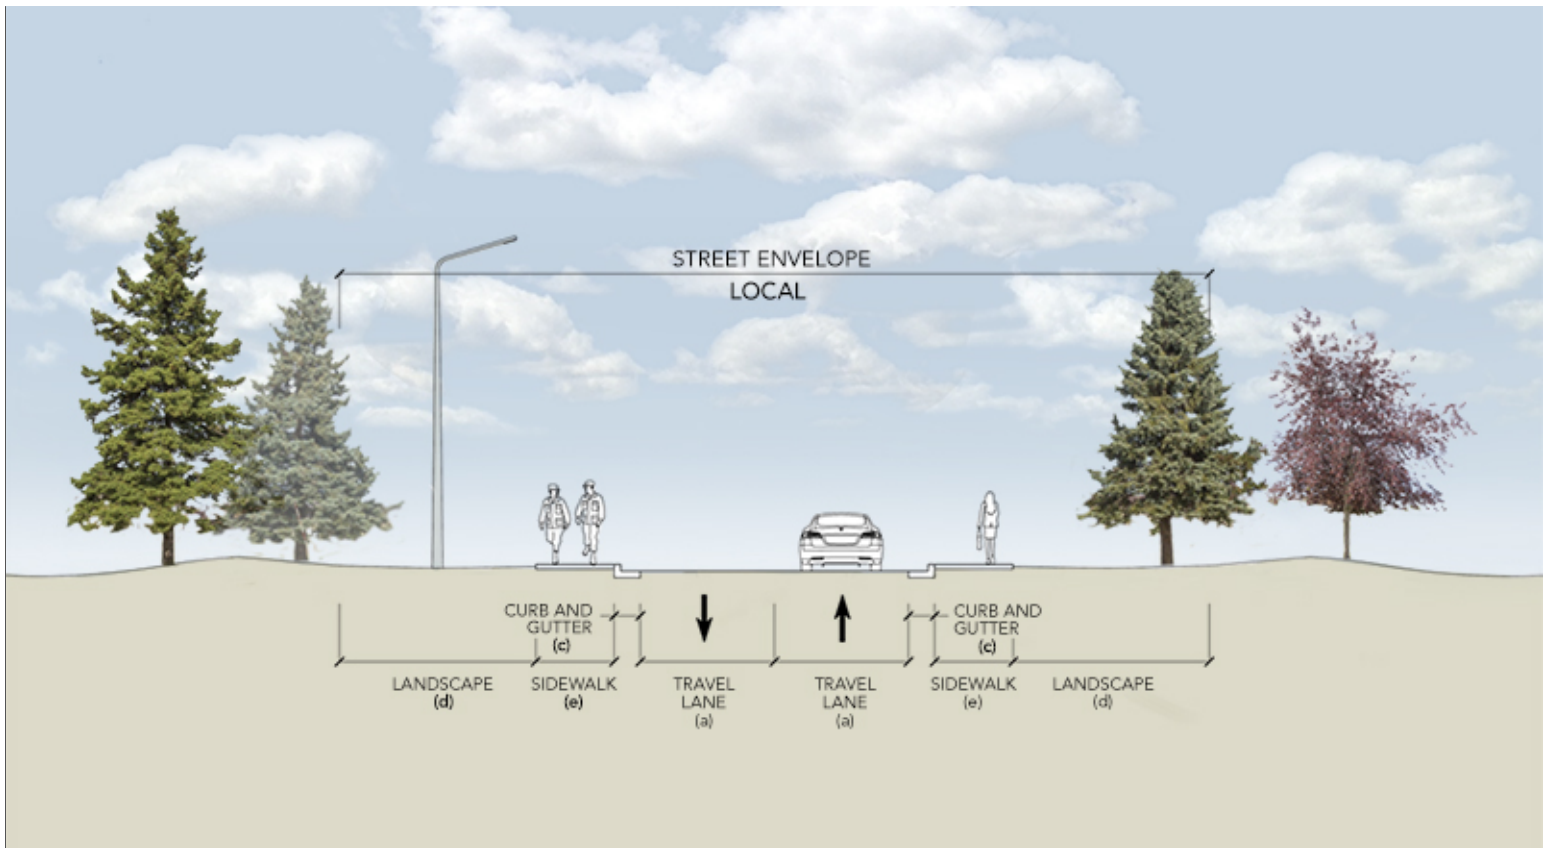 STREET ENVELOPE
LOCAL
CURB AND
GUTTER
(c)
CURB AND
GUTTER
(c)
LANDSCAPE
(d)
SIDEWALK
(e)
TRAVEL
LANE
(a)
TRAVEL
LANE
(a)
SIDEWALK
(e)
LANDSCAPE
(d)